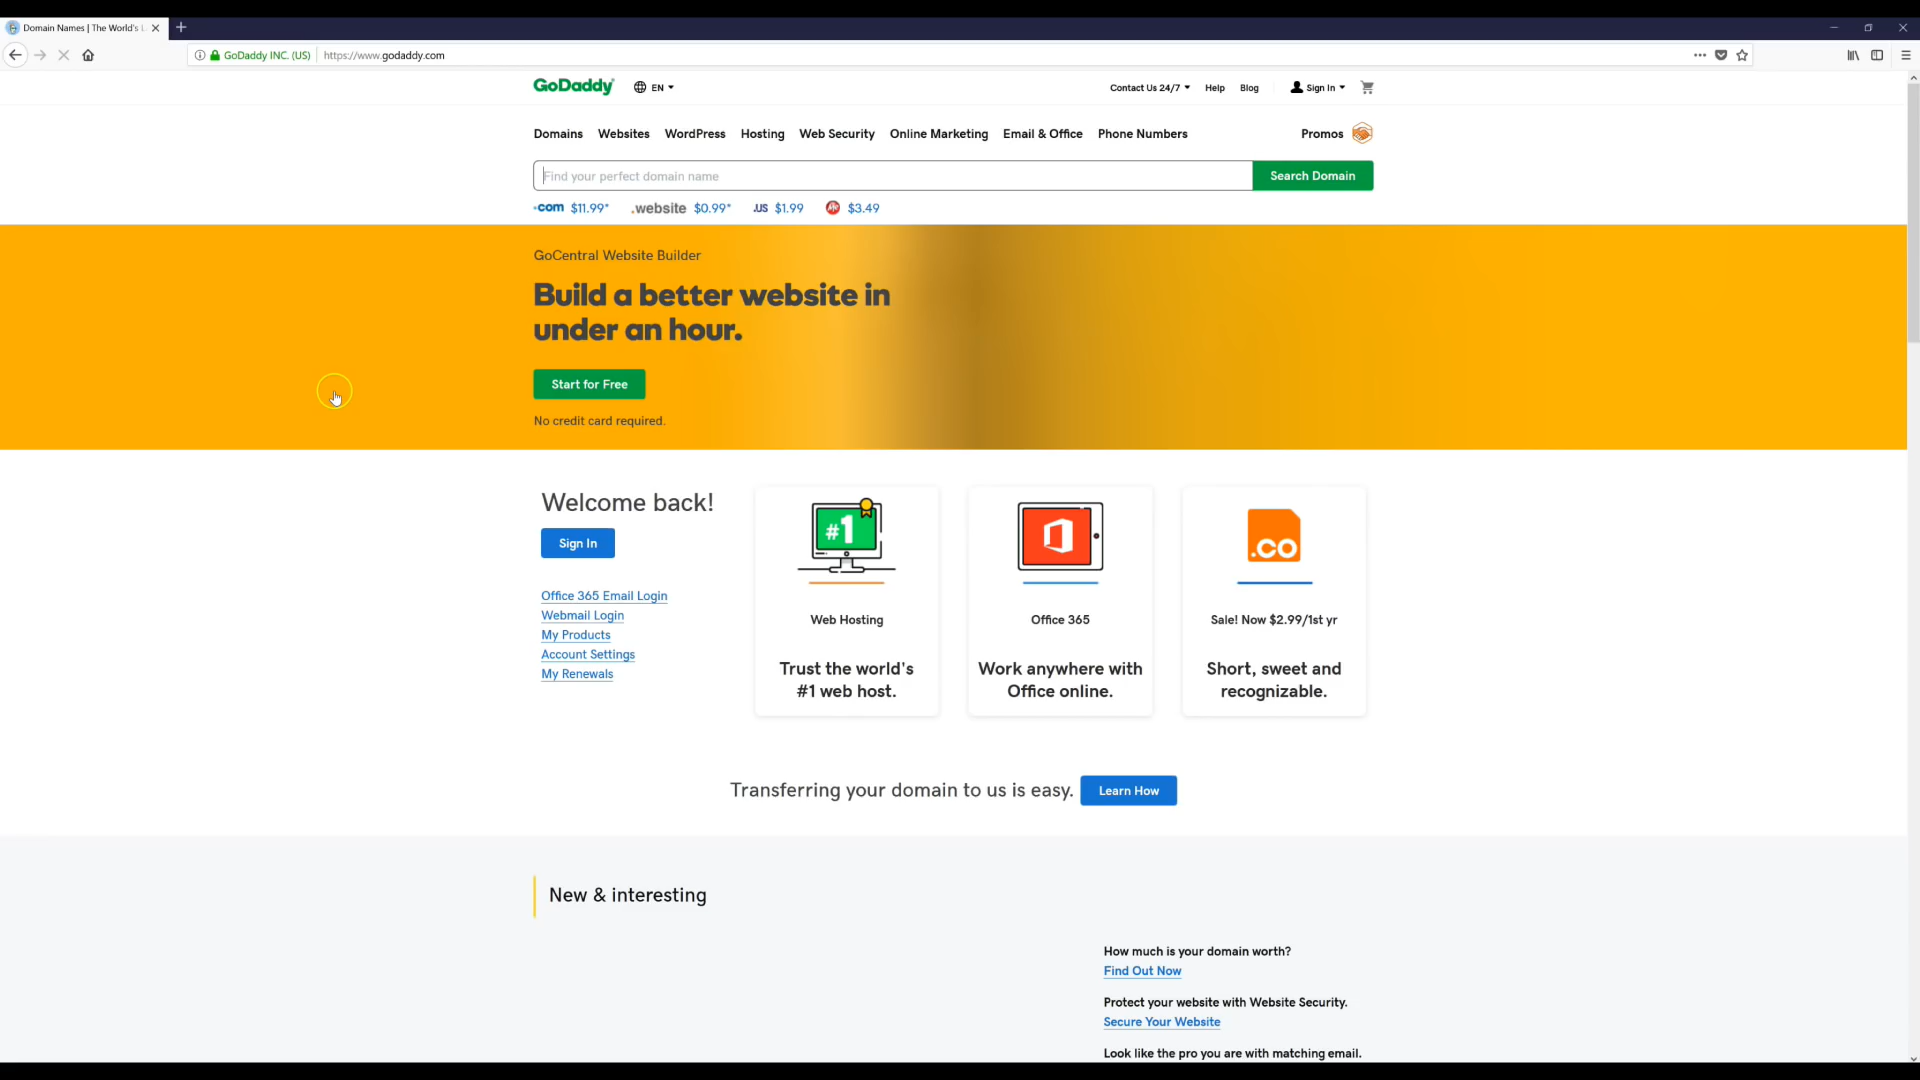 Domain Names | The World's L
GoDaddy INC. (US) https://www.godaddy.com
GoDaddy EN Contact Us 24/7 Help Blog Sign In
Domains Websites WordPress Hosting Web Security Online Marketing Email & Office Phone Numbers Promos
Find your perfect domain name Search Domain
.com $11.99* .website $0.99* .US $1.99 ME $3.49
GoCentral Website Builder
Build a better website in
under an hour.
Start for Free
No credit card required.
Welcome back!
Sign In
Office 365 Email Login
Webmail Login
My Products
Account Settings
My Renewals
#1
Web Hosting
Trust the world's
#1 web host.
Office 365
Work anywhere with
Office online.
.co
Sale! Now $2.99/1st yr
Short, sweet and
recognizable.
Transferring your domain to us is easy. Learn How
New & interesting
How much is your domain worth?
Find Out Now
Protect your website with Website Security.
Secure Your Website
Look like the pro you are with matching email.